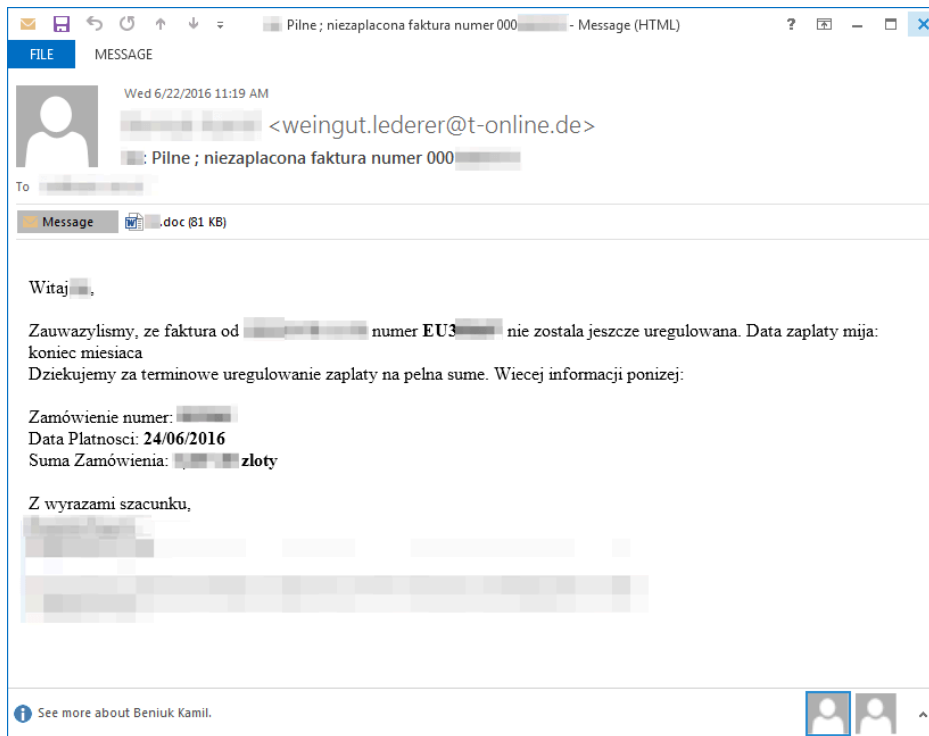 Pilne ; niezaplacona faktura numer 000 - Message (HTML)
FILE MESSAGE
Wed 6/22/2016 11:19 AM
<weingut.lederer@t-online.de>
: Pilne ; niezaplacona faktura numer 000
To
Message .doc (81 KB)
Witaj ,
Zauwazylismy, ze faktura od numer EU3 nie zostala jeszcze uregulowana. Data zaplaty mija:
koniec miesiaca
Dziekujemy za terminowe uregulowanie zaplaty na pelna sume. Wiecej informacji ponizej:
Zamówienie numer:
Data Platnosci: 24/06/2016
Suma Zamówienia: zloty
Z wyrazami szacunku,
See more about Beniuk Kamil.